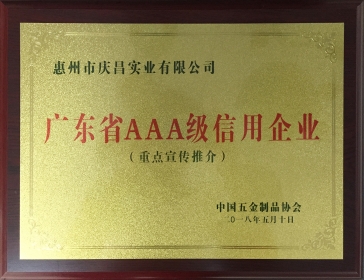 惠州市庆昌实业有限公司
广东省AAA级信用企业
（重点宣传推介）
中国五金制品协会
二〇一八年五月十日